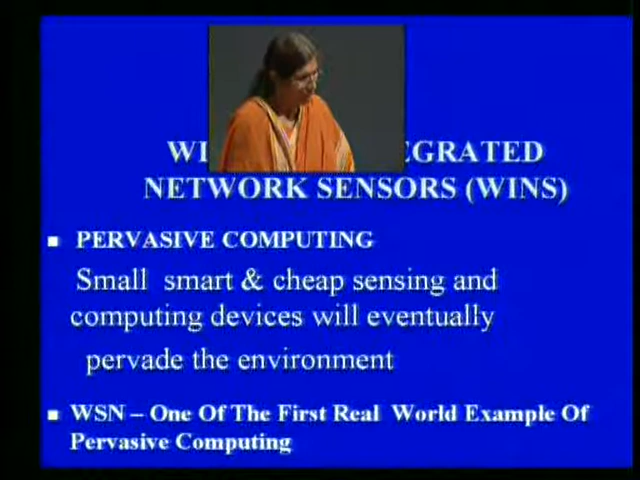 WI EGRATED
NETWORK SENSORS (WINS)
PERVASIVE COMPUTING
Small smart & cheap sensing and
computing devices will eventually
pervade the environment
WSN – One Of The First Real World Example Of
Pervasive Computing